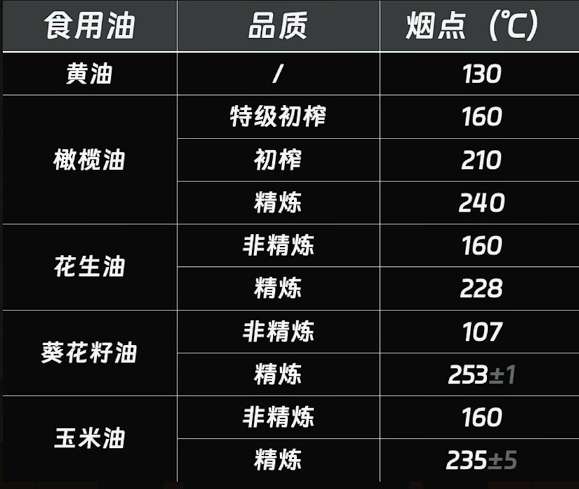 食用油 品质 烟点（℃）
黄油 / 130
橄榄油 特级初榨 160
初榨 210
精炼 240
花生油 非精炼 160
精炼 228
葵花籽油 非精炼 107
精炼 253±1
玉米油 非精炼 160
精炼 235±5